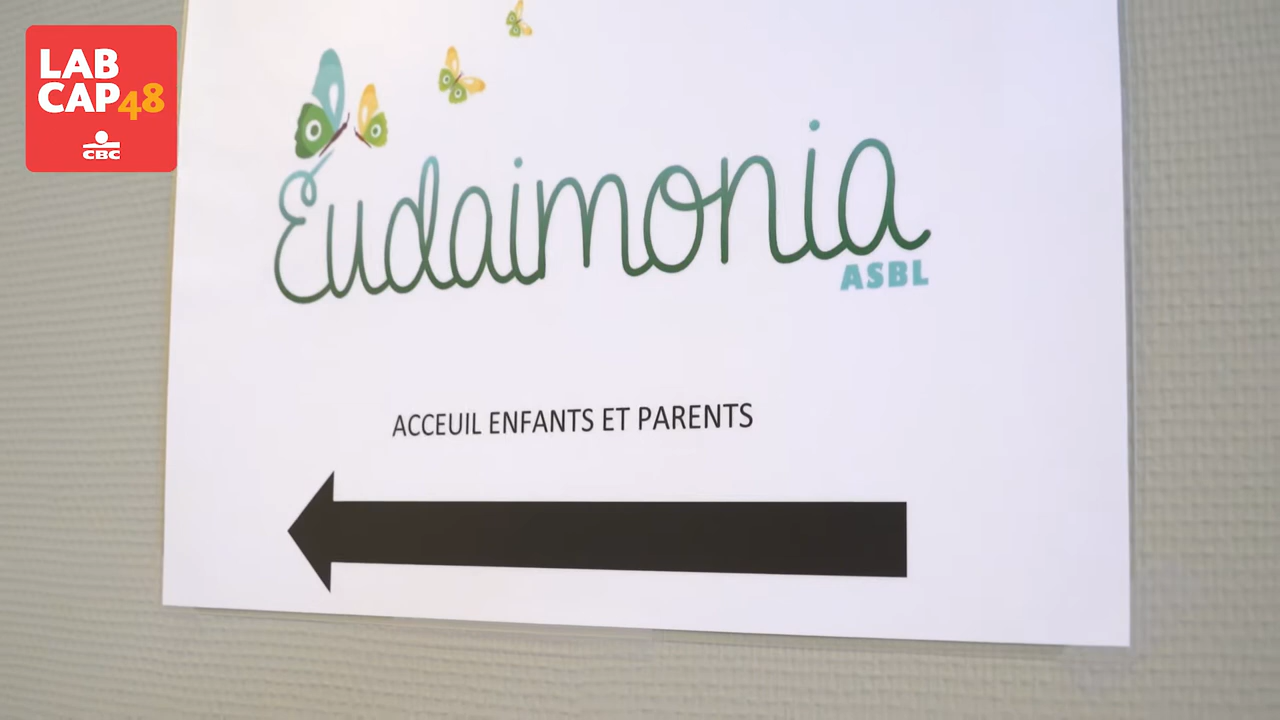 LAB
CAP48
CBC
Eudaimonia
ASBL
ACCEUIL ENFANTS ET PARENTS